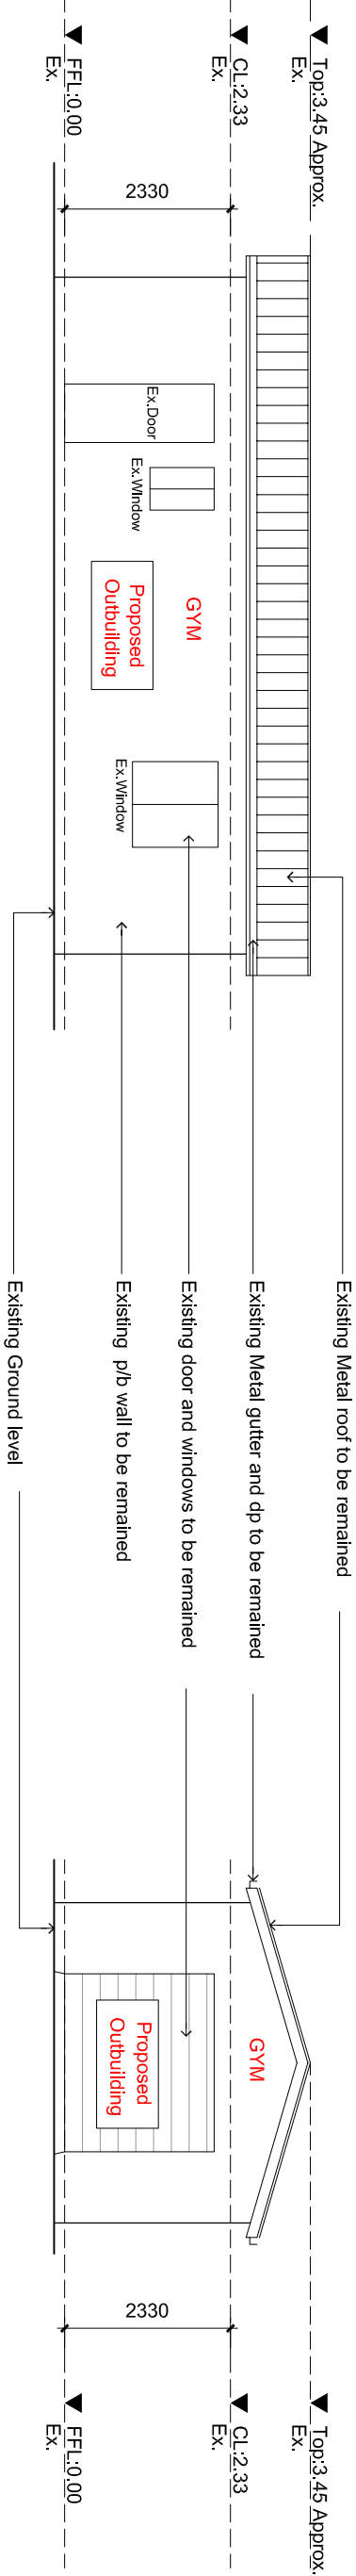 Top:3.45 Approx.
Ex.
CL:2.33
Ex.
FFL:0.00
Ex.
2330
Ex.Door
Ex.WIndow
GYM
Proposed
Outbuilding
Ex.Window
Existing Metal roof to be remained
Existing Metal gutter and dp to be remained
Existing door and windows to be remained
Existing p/b wall to be remained
Existing Ground level
GYM
Proposed
Outbuilding
2330
Top:3.45 Approx.
Ex.
CL:2.33
Ex.
FFL:0.00
Ex.